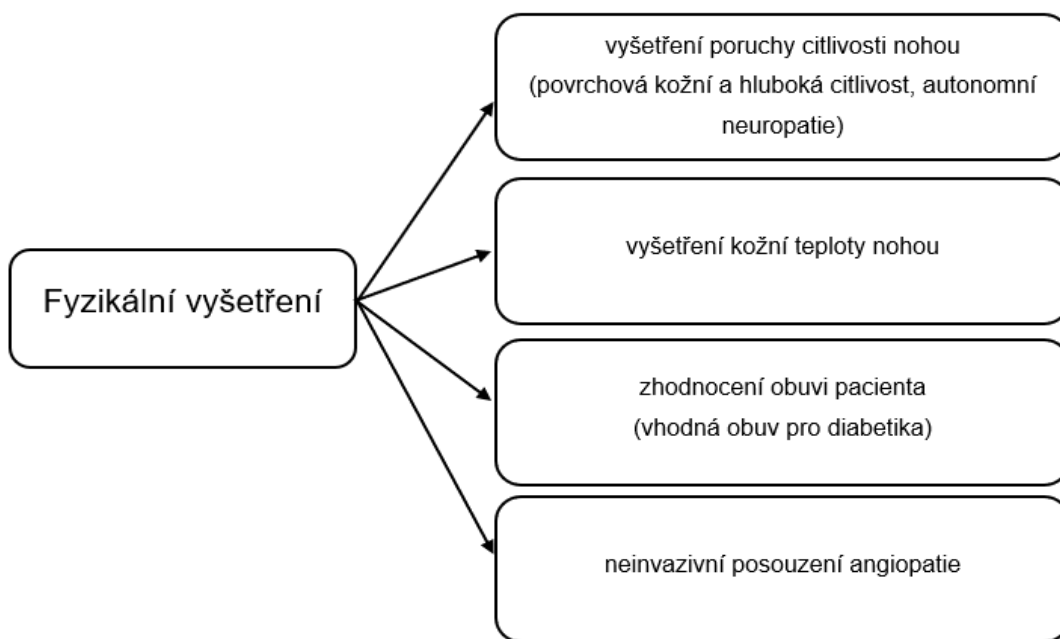 Fyzikální vyšetření
vyšetření poruchy citlivosti nohou
(povrchová kožní a hluboká citlivost, autonomní
neuropatie)
vyšetření kožní teploty nohou
zhodnocení obuvi pacienta
(vhodná obuv pro diabetika)
neinvazivní posouzení angiopatie